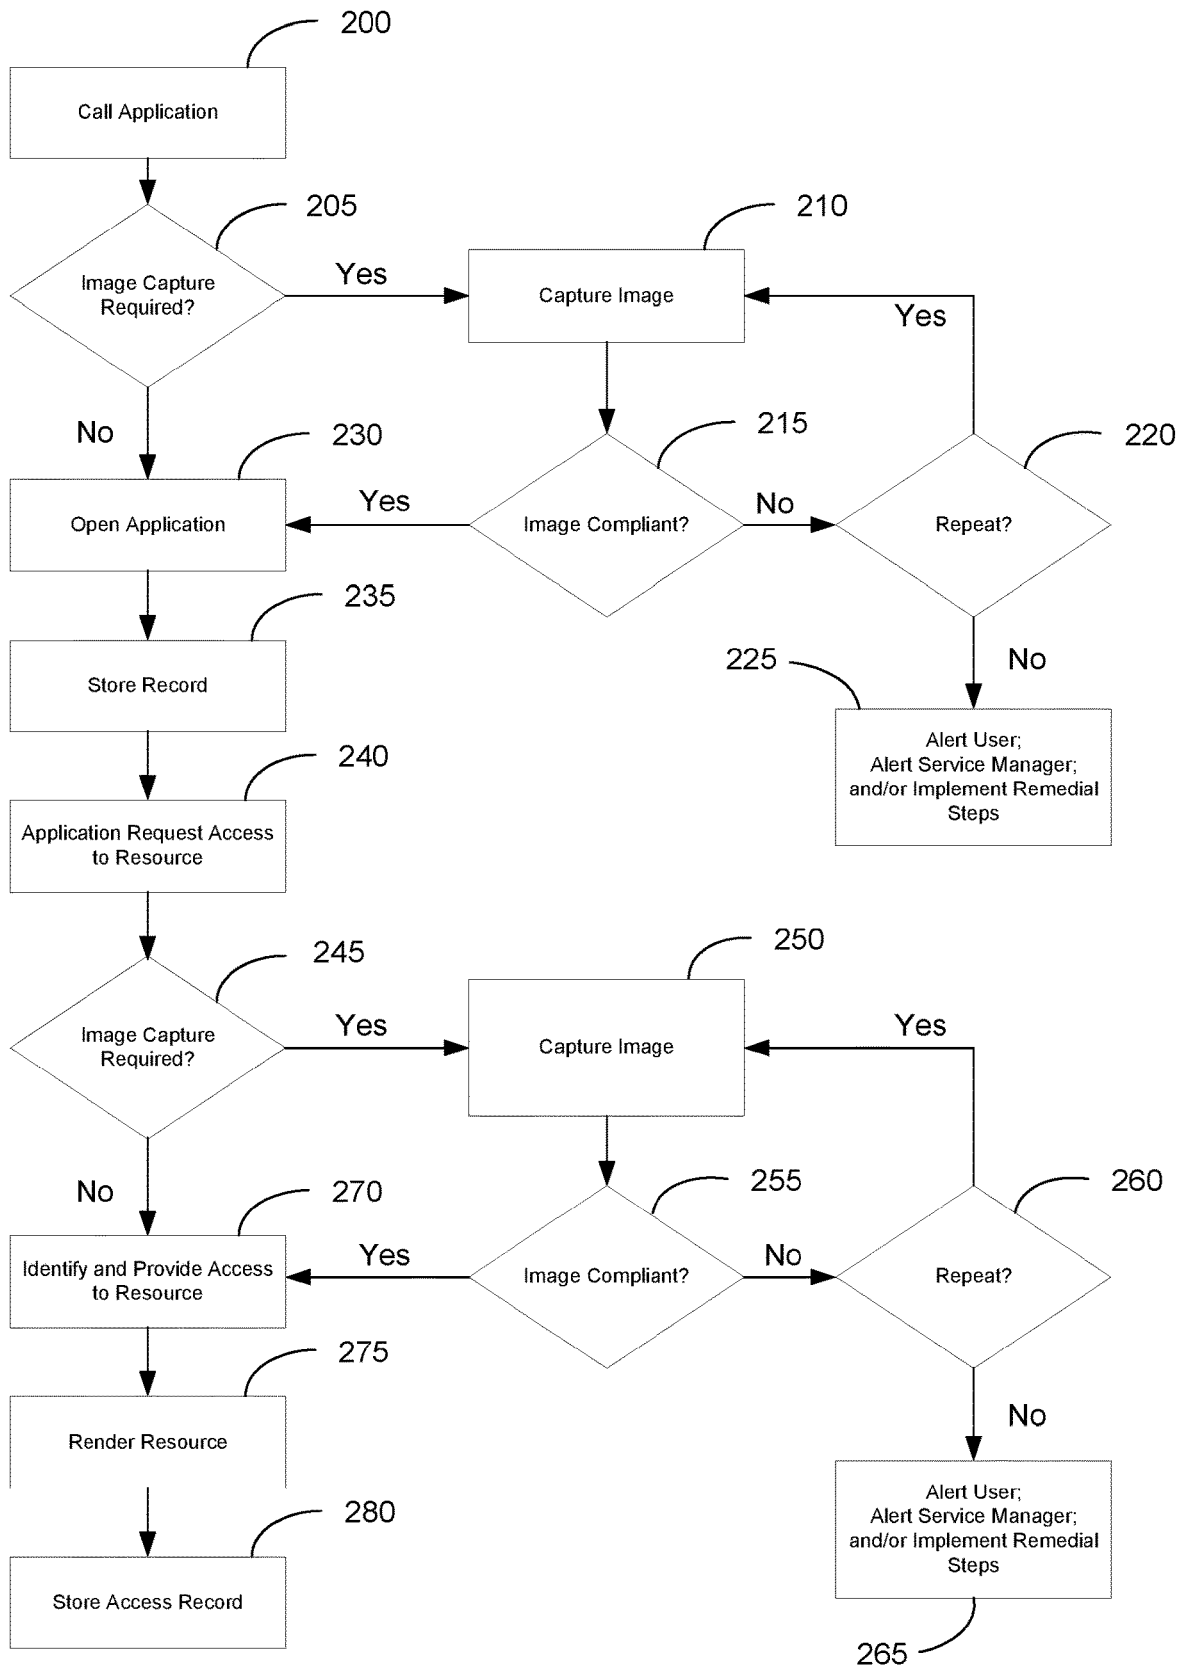 200
Call Application
205
Image Capture
Required?
Yes
210
Capture Image
Yes
No
230
Open Application
Yes
215
Image Compliant?
No
220
Repeat?
235
Store Record
No
225
Alert User;
Alert Service Manager;
and/or Implement Remedial
Steps
240
Application Request Access
to Resource
245
Image Capture
Required?
Yes
250
Capture Image
Yes
No
270
Identify and Provide Access
to Resource
Yes
255
Image Compliant?
No
260
Repeat?
275
Render Resource
No
Alert User;
Alert Service Manager;
and/or Implement Remedial
Steps
265
280
Store Access Record